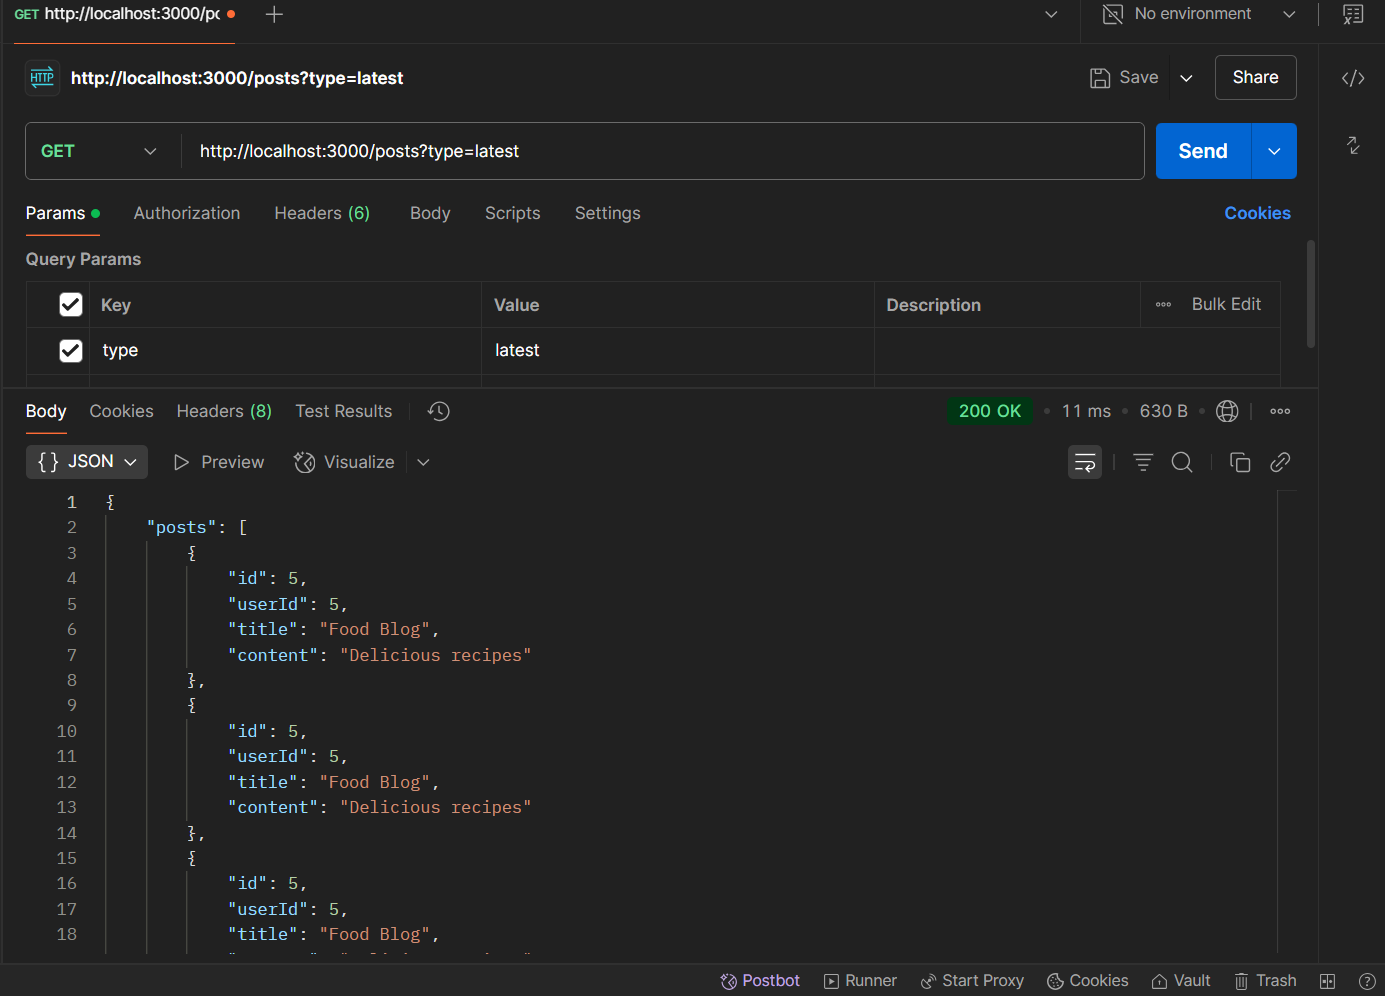 GET http://localhost:3000/pc
No environment
HTTP http://localhost:3000/posts?type=latest
Save
Share
GET http://localhost:3000/posts?type=latest
Send
Params Authorization Headers (6) Body Scripts Settings Cookies
Query Params
Key Value Description Bulk Edit
type latest
Body Cookies Headers (8) Test Results 200 OK 11 ms 630 B
{} JSON Preview Visualize
1 {
2 "posts": [
3 {
4 "id": 5,
5 "userId": 5,
6 "title": "Food Blog",
7 "content": "Delicious recipes"
8 },
9 {
10 "id": 5,
11 "userId": 5,
12 "title": "Food Blog",
13 "content": "Delicious recipes"
14 },
15 {
16 "id": 5,
17 "userId": 5,
18 "title": "Food Blog",
Postbot Runner Start Proxy Cookies Vault Trash